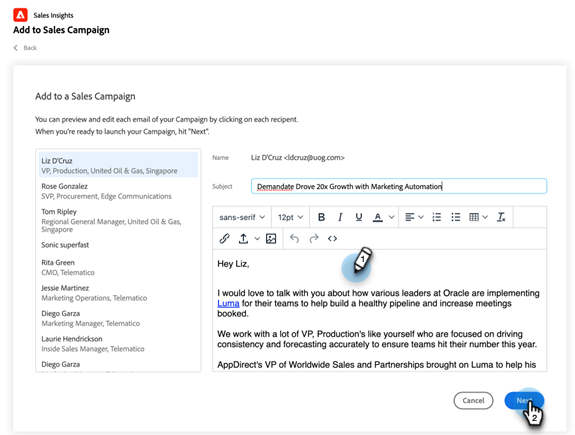 Sales Insights
Add to Sales Campaign
Back
Add to a Sales Campaign
You can preview and edit each email of your Campaign by clicking on each recipent.
When you're ready to launch your Campaign, hit "Next".
Liz D'Cruz
VP, Production, United Oil & Gas, Singapore
Rose Gonzalez
SVP, Procurement, Edge Communications
Tom Ripley
Regional General Manager, United Oil & Gas,
Singapore
Sonic superfast
Rita Green
CMO, Telematico
Jessie Martinez
Marketing Operations, Telematico
Diego Garza
Marketing Manager, Telematico
Laurie Hendrickson
Inside Sales Manager, Telematico
Diego Garza
Name Liz D'Cruz <ldcruz@uog.com>
Subject Demandate Drove 20x Growth with Marketing Automation
sans-serif 12pt B I U A
Hey Liz,
1
I would love to talk with you about how various leaders at Oracle are implementing
Luma for their teams to help build a healthy pipeline and increase meetings
booked.
We work with a lot of VP, Production's like yourself who are focused on driving
consistency and forecasting accurately to ensure teams hit their number this year.
AppDirect's VP of Worldwide Sales and Partnerships brought on Luma to help his
Cancel Next
2